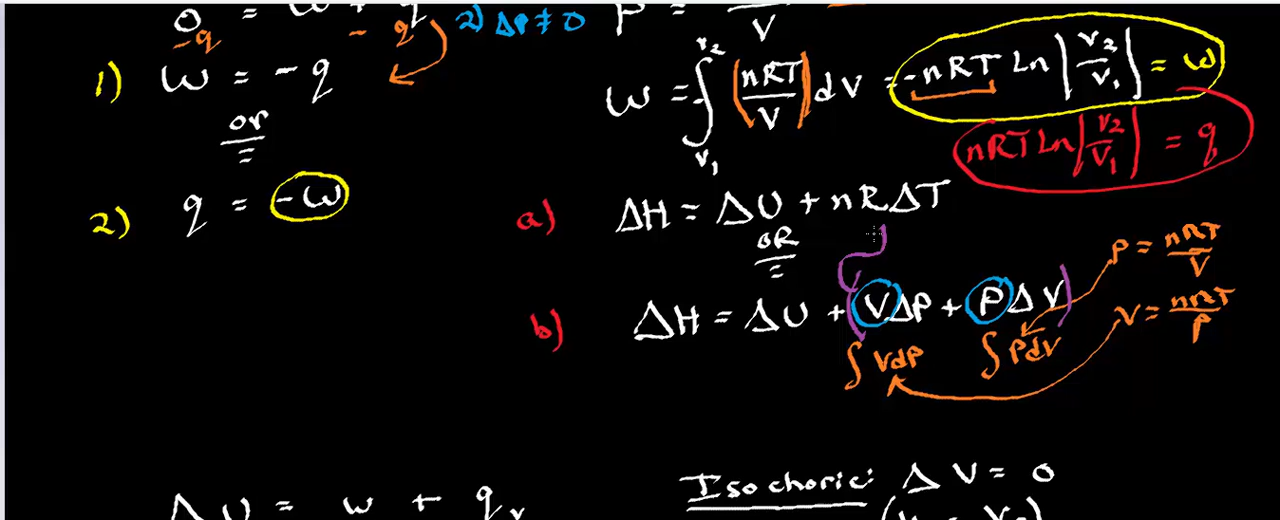 0 = w + q 2) ΔP ≠ 0 P = V
-q - q
1) w = -q w = ∫ V₁ V₂ (nRT/V) dV = -nRT Ln |V₂/V₁| = w
or nRT Ln |V₂/V₁| = q
2) q = -w a) ΔH = ΔU + nRΔT
OR P = nRT/V
b) ΔH = ΔU + (VΔP + PΔV) V = nRT/P
∫ VdP ∫ PdV
Isochoric: ΔV = 0
ΔU = w + qᵥ